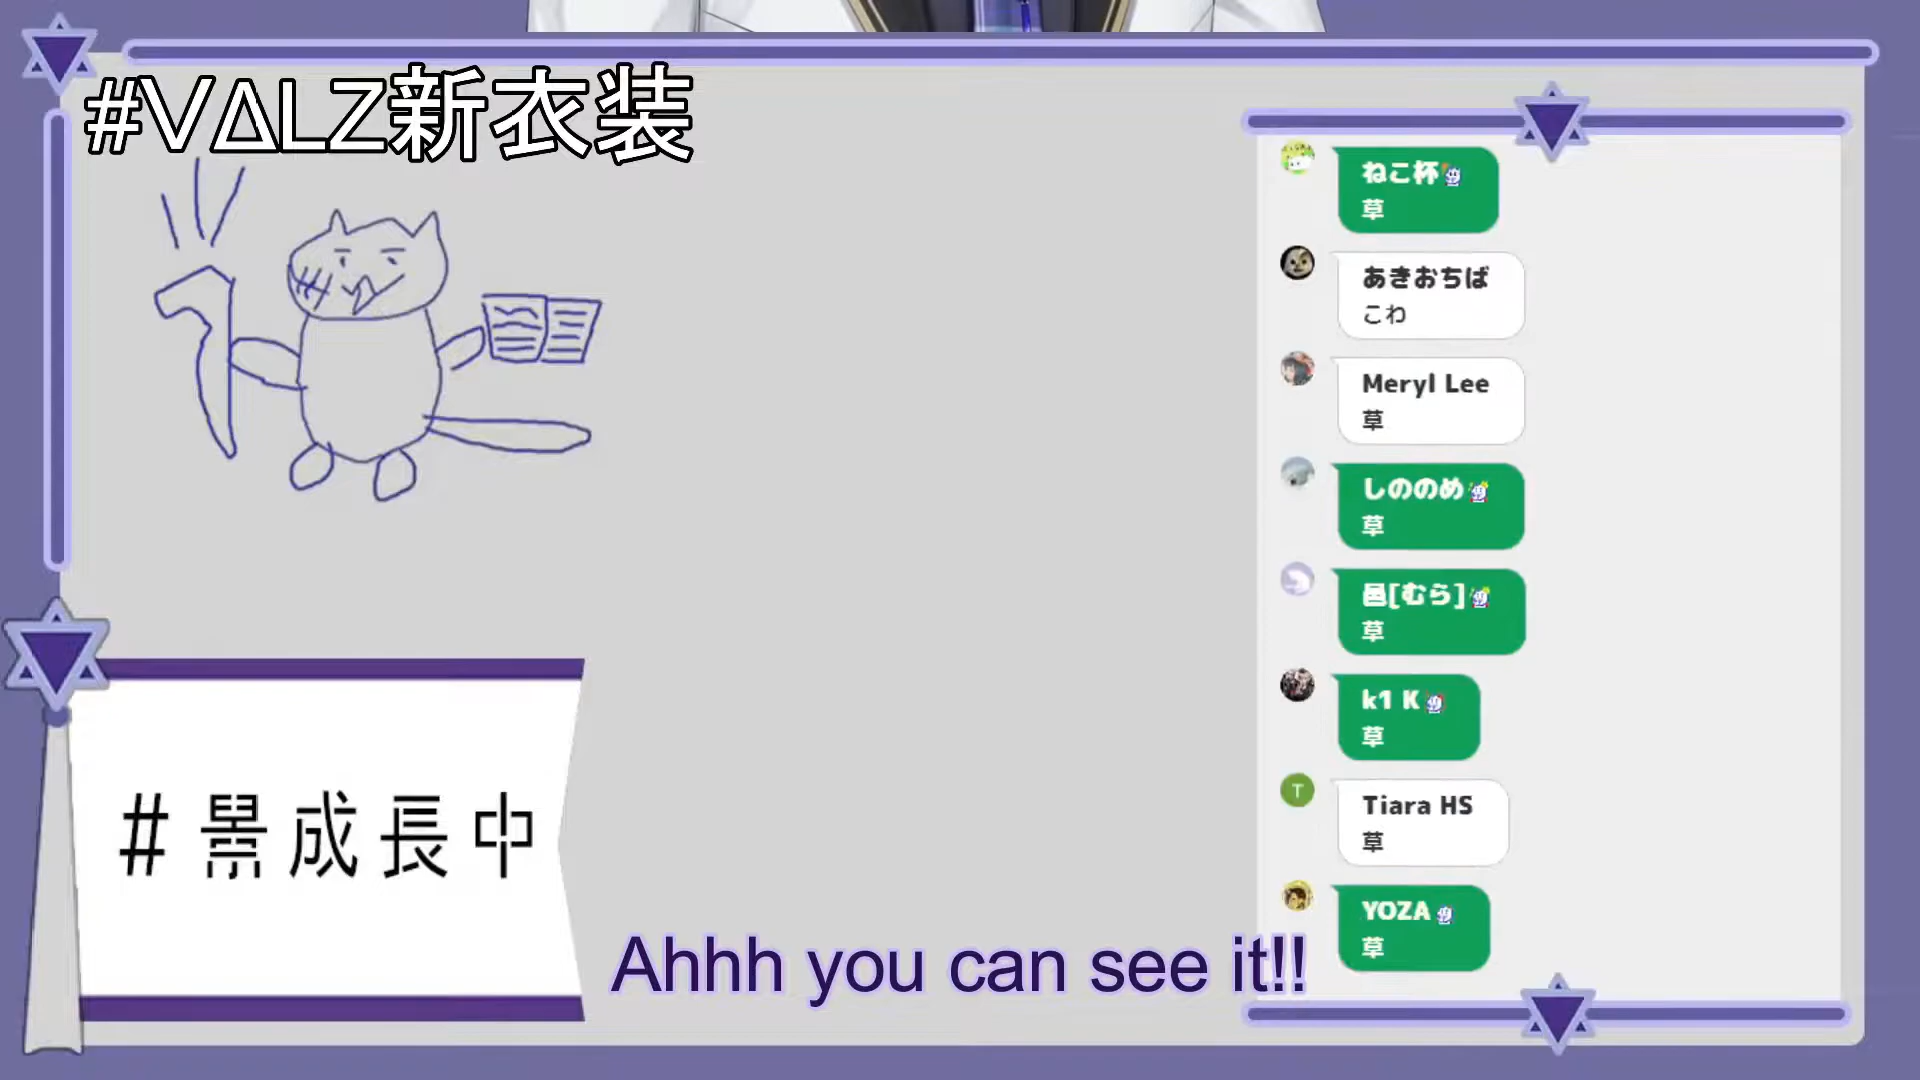 #VΔLZ新衣装
ねこ杯
草
あきおちば
こわ
Meryl Lee
草
しののめ
草
邑[むら]
草
k1 K
草
T
Tiara HS
草
YOZA
草
#景成長中
Ahhh you can see it!!